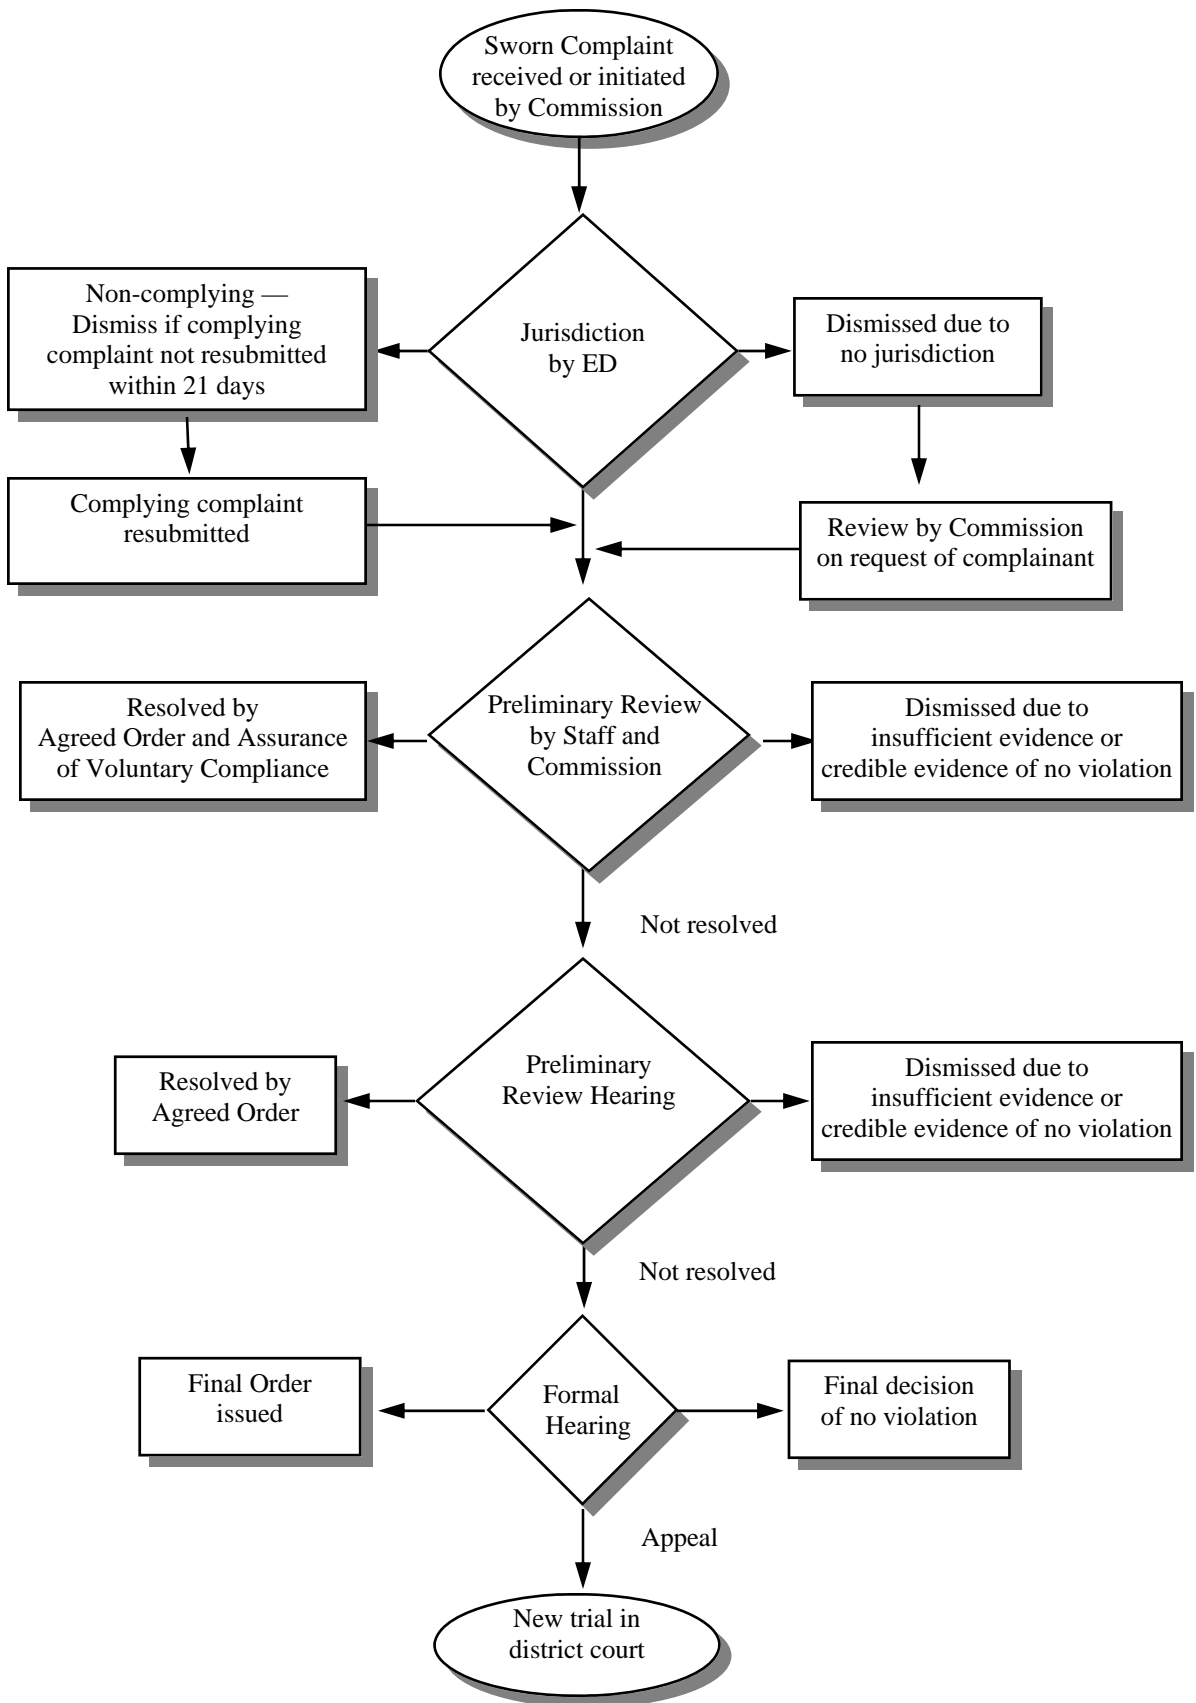 Sworn Complaint
received or initiated
by Commission
Non-complying —
Dismiss if complying
complaint not resubmitted
within 21 days
Jurisdiction
by ED
Dismissed due to
no jurisdiction
Complying complaint
resubmitted
Review by Commission
on request of complainant
Resolved by
Agreed Order and Assurance
of Voluntary Compliance
Preliminary Review
by Staff and
Commission
Dismissed due to
insufficient evidence or
credible evidence of no violation
Not resolved
Resolved by
Agreed Order
Preliminary
Review Hearing
Dismissed due to
insufficient evidence or
credible evidence of no violation
Not resolved
Final Order
issued
Formal
Hearing
Final decision
of no violation
Appeal
New trial in
district court